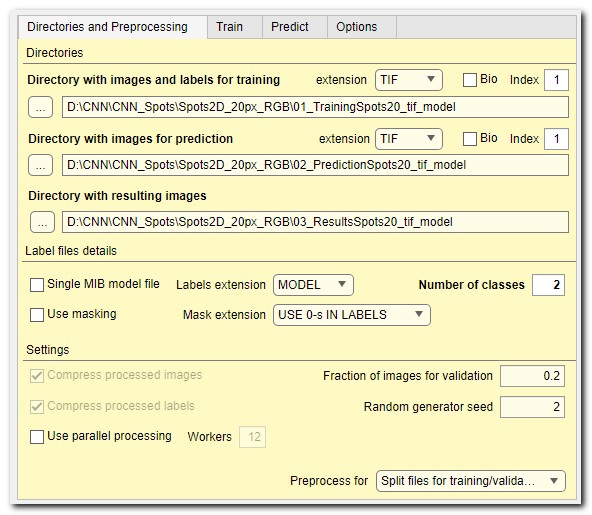 Directories and Preprocessing Train Predict Options
Directories
Directory with images and labels for training extension TIF Bio Index 1
... D:\CNN\CNN_Spots\Spots2D_20px_RGB\01_TrainingSpots20_tif_model
Directory with images for prediction extension TIF Bio Index 1
... D:\CNN\CNN_Spots\Spots2D_20px_RGB\02_PredictionSpots20_tif_model
Directory with resulting images
... D:\CNN\CNN_Spots\Spots2D_20px_RGB\03_ResultsSpots20_tif_model
Label files details
Single MIB model file Labels extension MODEL Number of classes 2
Use masking Mask extension USE 0-s IN LABELS
Settings
Compress processed images Fraction of images for validation 0.2
Compress processed labels Random generator seed 2
Use parallel processing Workers 12
Preprocess for Split files for training/valida...